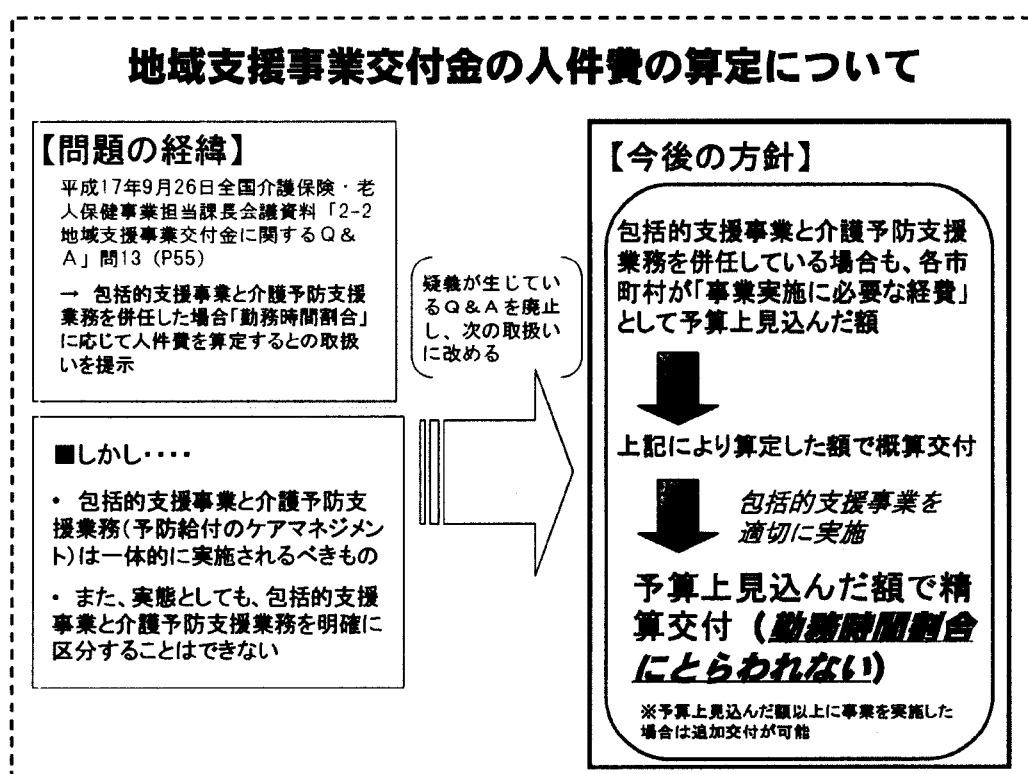 地域支援事業交付金の人件費の算定について
【問題の経緯】
平成17年9月26日全国介護保険・老
人保健事業担当課長会議資料「2-2
地域支援事業交付金に関するQ&
A」問13（P55）
→ 包括的支援事業と介護予防支援
業務を併任した場合「勤務時間割合」
に応じて人件費を算定するとの取扱
いを提示
■しかし････
・ 包括的支援事業と介護予防支
援業務(予防給付のケアマネジメン
ト)は一体的に実施されるべきもの
・ また、実態としても、包括的支援
事業と介護予防支援業務を明確に
区分することはできない
疑義が生じてい
るQ&Aを廃止
し、次の取扱い
に改める
【今後の方針】
包括的支援事業と介護予防支援
業務を併任している場合も、各市
町村が「事業実施に必要な経費」
として予算上見込んだ額
上記により算定した額で概算交付
包括的支援事業を
適切に実施
予算上見込んだ額で精
算交付（勤務時間割合
にとらわれない）
※予算上見込んだ額以上に事業を実施した
場合は追加交付が可能